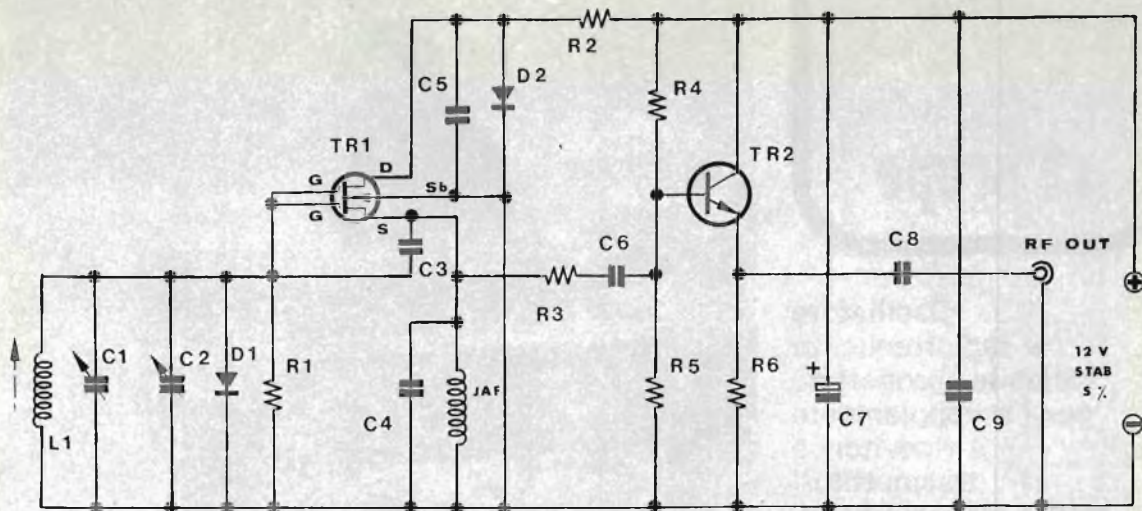 R2
C5
D2
R4
TR1
TR2
D
G
Sb
G
S
C3
C6
C8
RF OUT
R3
+
C1
C2
D1
R1
C4
JAF
R5
R6
+
C7
C9
12 V
STAB
5 %
L1
−